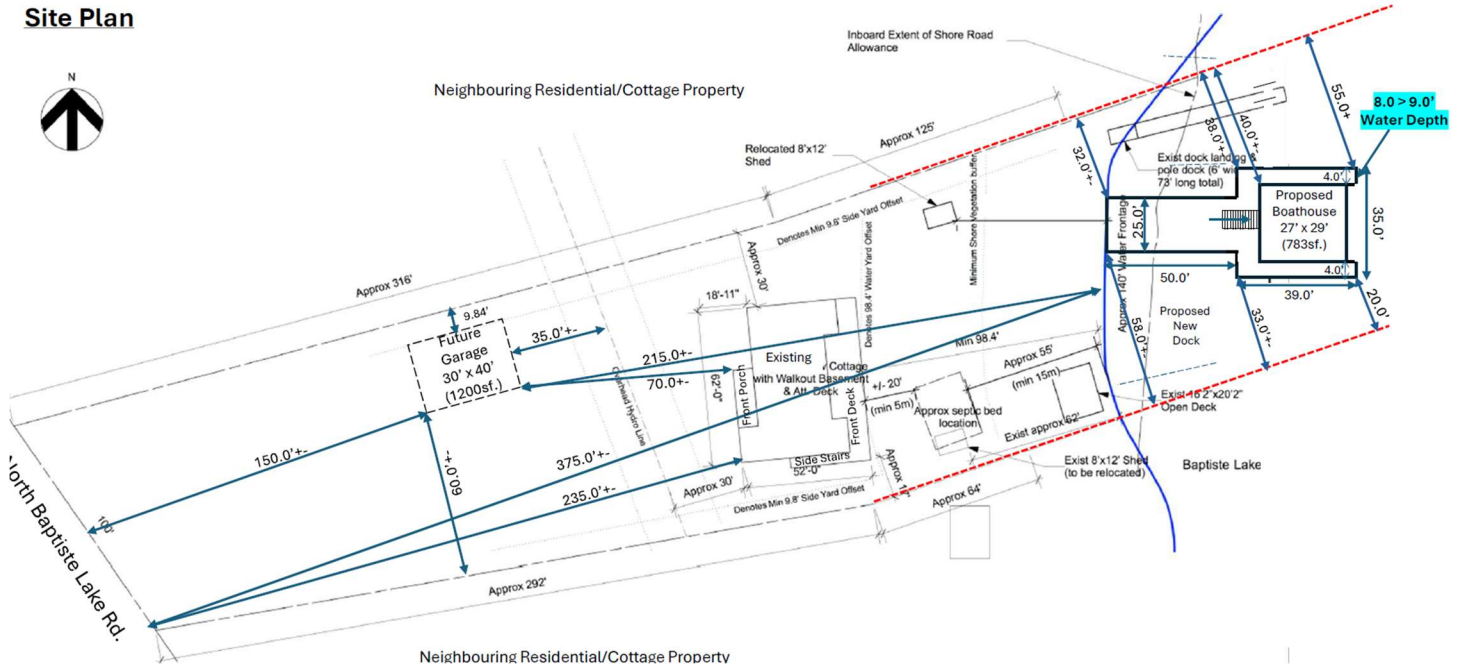 Site Plan
N
Neighbouring Residential/Cottage Property
Inboard Extent of Shore Road
Allowance
8.0 > 9.0'
Water Depth
55.0+
38.0'+-
40.0'+-
Approx 125'
Relocated 8'x12'
Shed
32.0'+-
Exist dock landing &
pole dock (6' wi
73' long total)
4.0'
Proposed
Boathouse
27' x 29'
(783sf.)
35.0'
4.0'
25.0'
50.0'
39.0'
20.0'
33.0'+-
58.0'+-
Approx 140' Water Frontage
Minimum Shore Vegetation buffer
Denotes 98.4' Water Yard Offset
Denotes Min 9.8' Side Yard Offset
Approx 30'
Approx 316'
18'-11"
9.84'
Future
Garage
30' x 40'
(1200sf.)
35.0'+-
215.0'+-
70.0'+-
62'-0"
Front Porch
Existing
Cottage
with Walkout Basement
& Att. Deck
Front Deck
Min 98.4'
Proposed
New
Dock
+/- 20'
(min 5m)
Approx 55'
(min 15m)
Approx septic bed
location
Exist approx 62'
Exist 16'2"x20'2"
Open Deck
Exist 8'x12' Shed
(to be relocated)
Baptiste Lake
Overhead Hydro Line
Side Stairs
52'-0"
Approx 30'
Denotes Min 9.8' Side Yard Offset
Approx 64'
150.0'+-
60.0'+-
375.0'+-
235.0'+-
100'
North Baptiste Lake Rd.
Approx 292'
Neighbouring Residential/Cottage Property